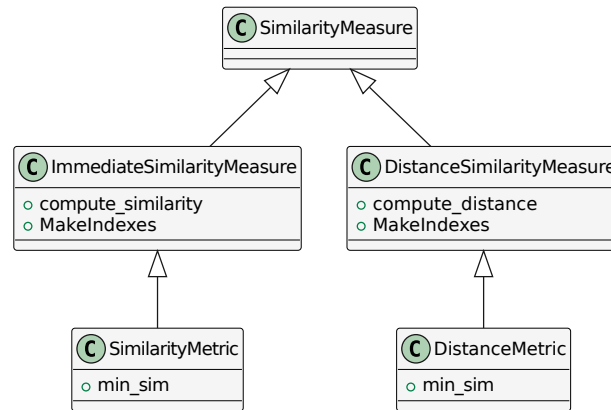 C SimilarityMeasure
C ImmediateSimilarityMeasure
compute_similarity
MakeIndexes
C DistanceSimilarityMeasure
compute_distance
MakeIndexes
C SimilarityMetric
min_sim
C DistanceMetric
min_sim